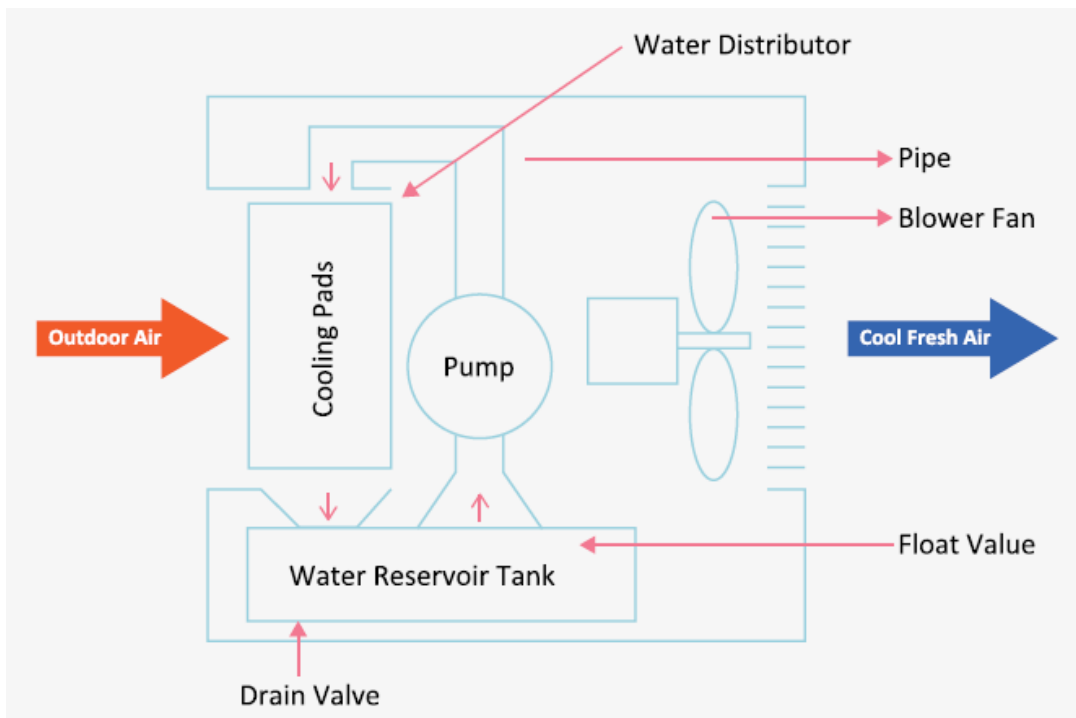 Water Distributor
Pipe
Blower Fan
Outdoor Air
Cooling Pads
Pump
Cool Fresh Air
Float Value
Water Reservoir Tank
Drain Valve